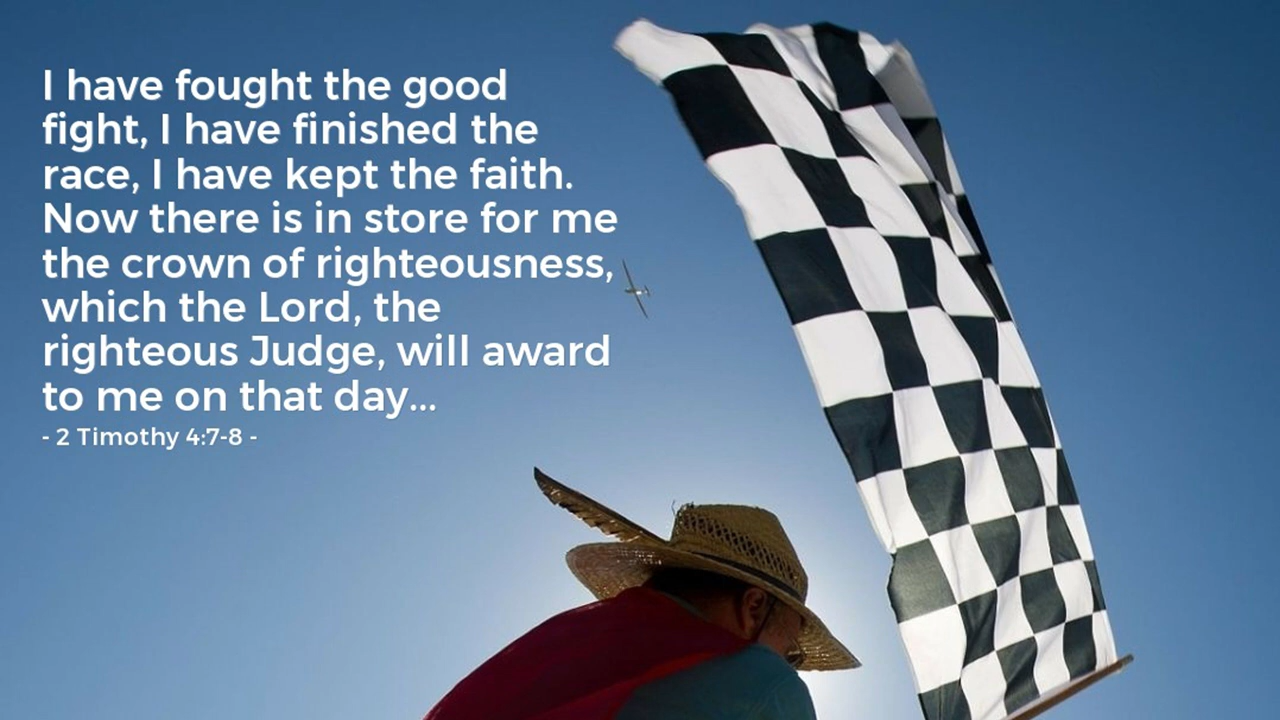 I have fought the good
fight, I have finished the
race, I have kept the faith.
Now there is in store for me
the crown of righteousness,
which the Lord, the
righteous Judge, will award
to me on that day...
- 2 Timothy 4:7-8 -